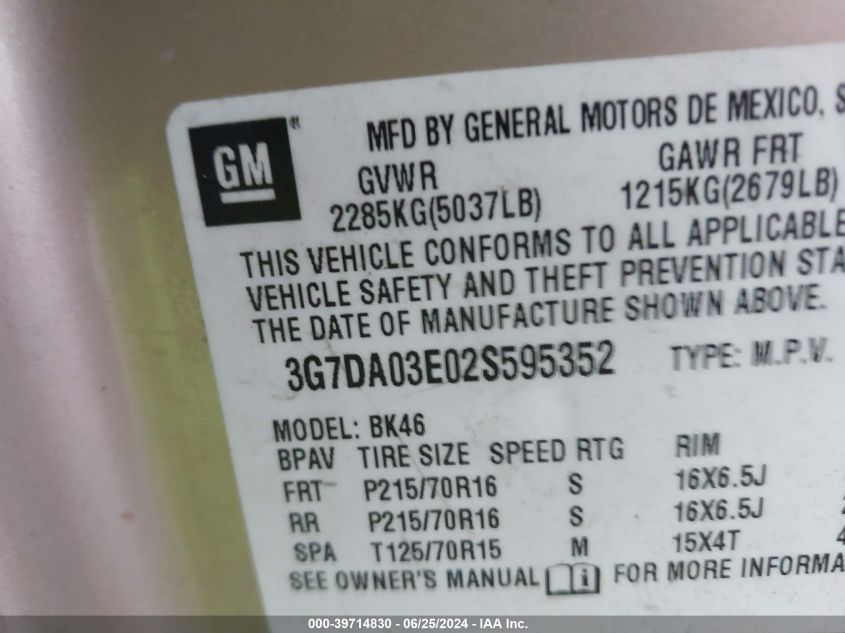 GM®
MFD BY GENERAL MOTORS DE MEXICO,
GVWR GAWR FRT
2285KG(5037LB) 1215KG(2679LB)
THIS VEHICLE CONFORMS TO ALL APPLICABLE
VEHICLE SAFETY AND THEFT PREVENTION
THE DATE OF MANUFACTURE SHOWN ABOVE.
3G7DA03E02S595352 TYPE: M.P.V.
MODEL: BK46
BPAV TIRE SIZE SPEED RTG RIM
FRT P215/70R16 S 16X6.5J
RR P215/70R16 S 16X6.5J
SPA T125/70R15 M 15X4T
SEE OWNER'S MANUAL FOR MORE
000-39714830 / 06/25/2024 - IAA Inc.